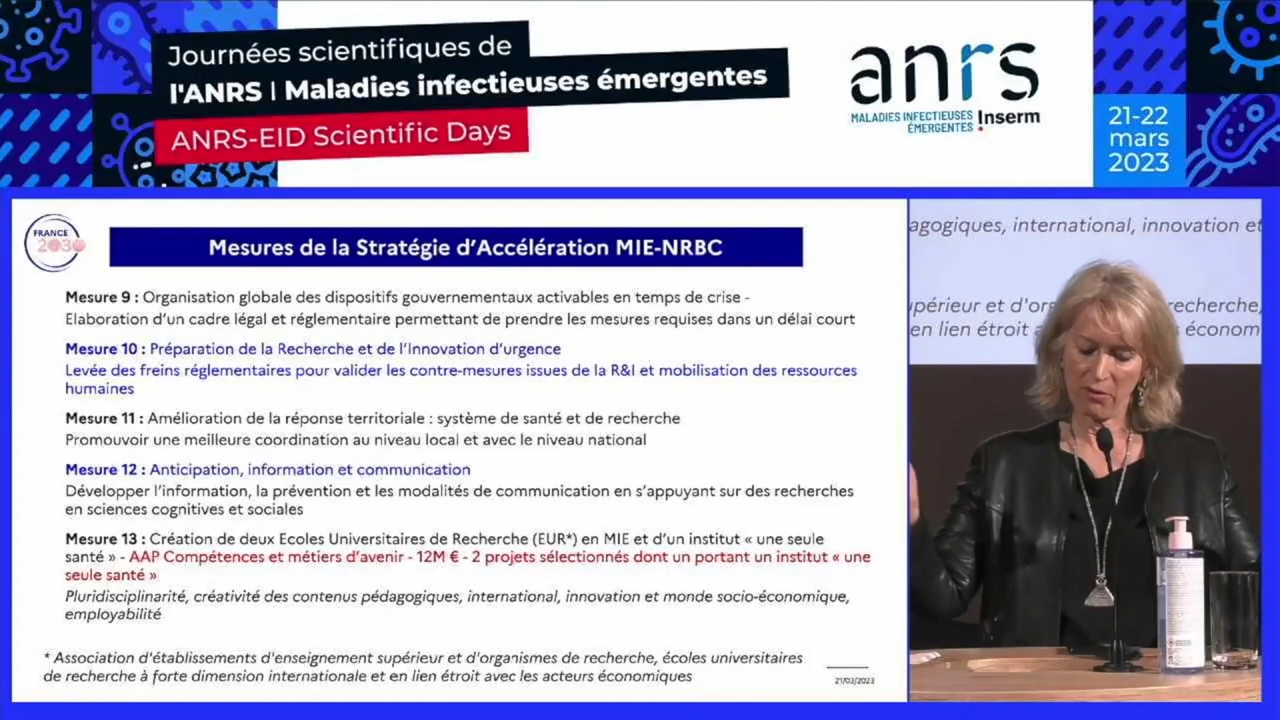 Journées scientifiques de
l'ANRS | Maladies infectieuses émergentes
ANRS-EID Scientific Days
anrs
MALADIES INFECTIEUSES
ÉMERGENTES Inserm
21-22
mars
2023
FRANCE
2030
Mesures de la Stratégie d'Accélération MIE-NRBC
Mesure 9 : Organisation globale des dispositifs gouvernementaux activables en temps de crise -
Elaboration d'un cadre légal et réglementaire permettant de prendre les mesures requises dans un délai court
Mesure 10 : Préparation de la Recherche et de l'Innovation d'urgence
Levée des freins réglementaires pour valider les contre-mesures issues de la R&I et mobilisation des ressources
humaines
Mesure 11 : Amélioration de la réponse territoriale : système de santé et de recherche
Promouvoir une meilleure coordination au niveau local et avec le niveau national
Mesure 12 : Anticipation, information et communication
Développer l'information, la prévention et les modalités de communication en s'appuyant sur des recherches
en sciences cognitives et sociales
Mesure 13 : Création de deux Ecoles Universitaires de Recherche (EUR*) en MIE et d'un institut « une seule
santé » - AAP Compétences et métiers d'avenir - 12M € - 2 projets sélectionnés dont un portant un institut « une
seule santé »
Pluridisciplinarité, créativité des contenus pédagogiques, international, innovation et monde socio-économique,
employabilité
* Association d'établissements d'enseignement supérieur et d'organismes de recherche, écoles universitaires
de recherche à forte dimension internationale et en lien étroit avec les acteurs économiques
21/03/2023
agogiques, international, innovation et
upérieur et d'org recherche,
en lien étroit a s économ